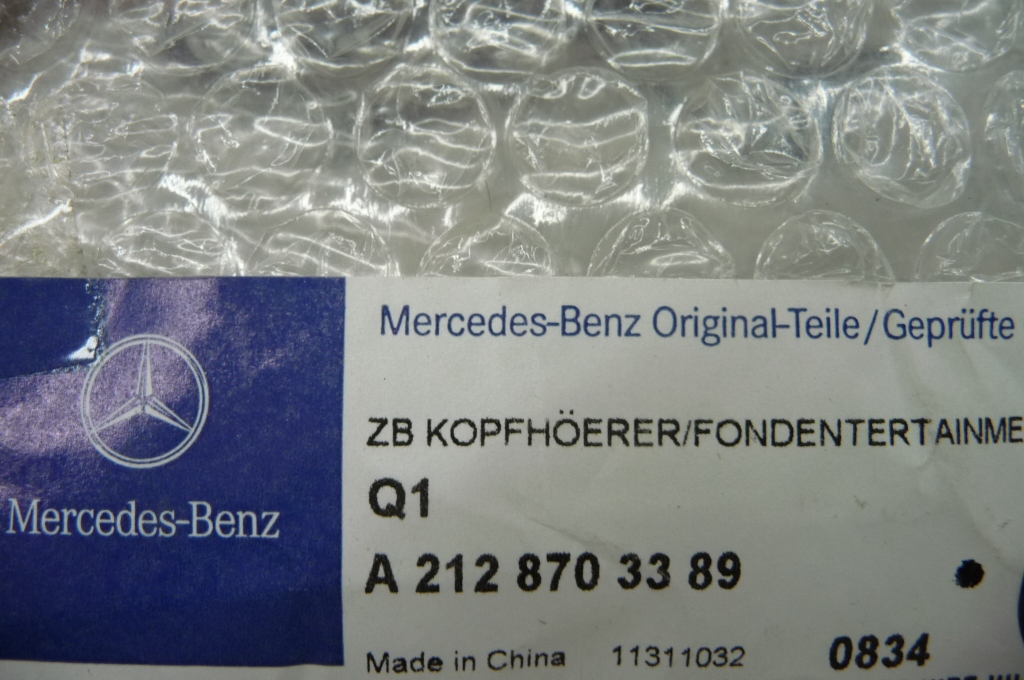 Mercedes-Benz
Mercedes-Benz Original-Teile/Geprüfte
ZB KOPFHÖERER/FONDENTERTAINME
Q1
A 212 870 33 89
Made in China 11311032 0834